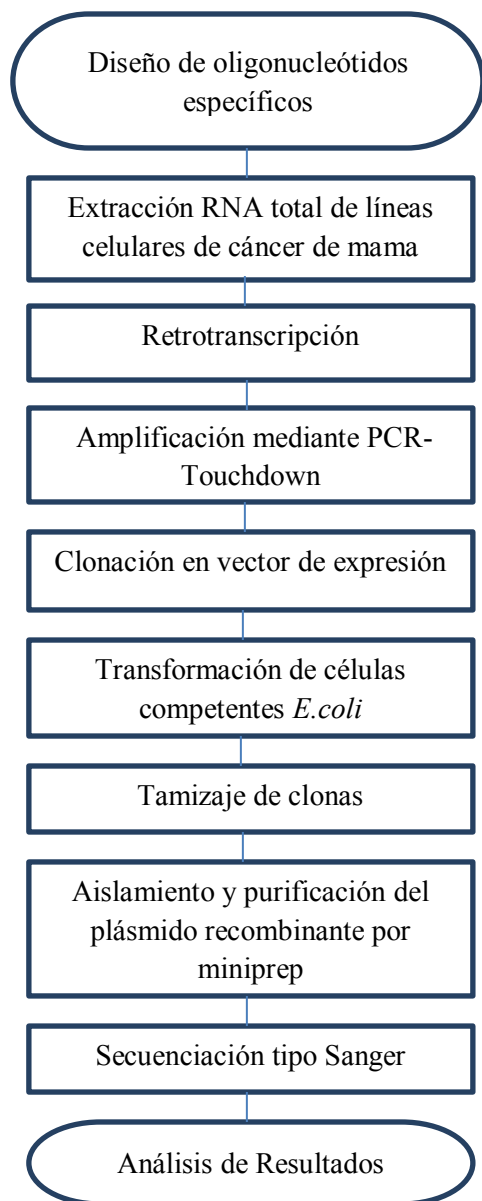 Diseño de oligonucleótidos
específicos
Extracción RNA total de líneas
celulares de cáncer de mama
Retrotranscripción
Amplificación mediante PCR-
Touchdown
Clonación en vector de expresión
Transformación de células
competentes E.coli
Tamizaje de clonas
Aislamiento y purificación del
plásmido recombinante por
miniprep
Secuenciación tipo Sanger
Análisis de Resultados